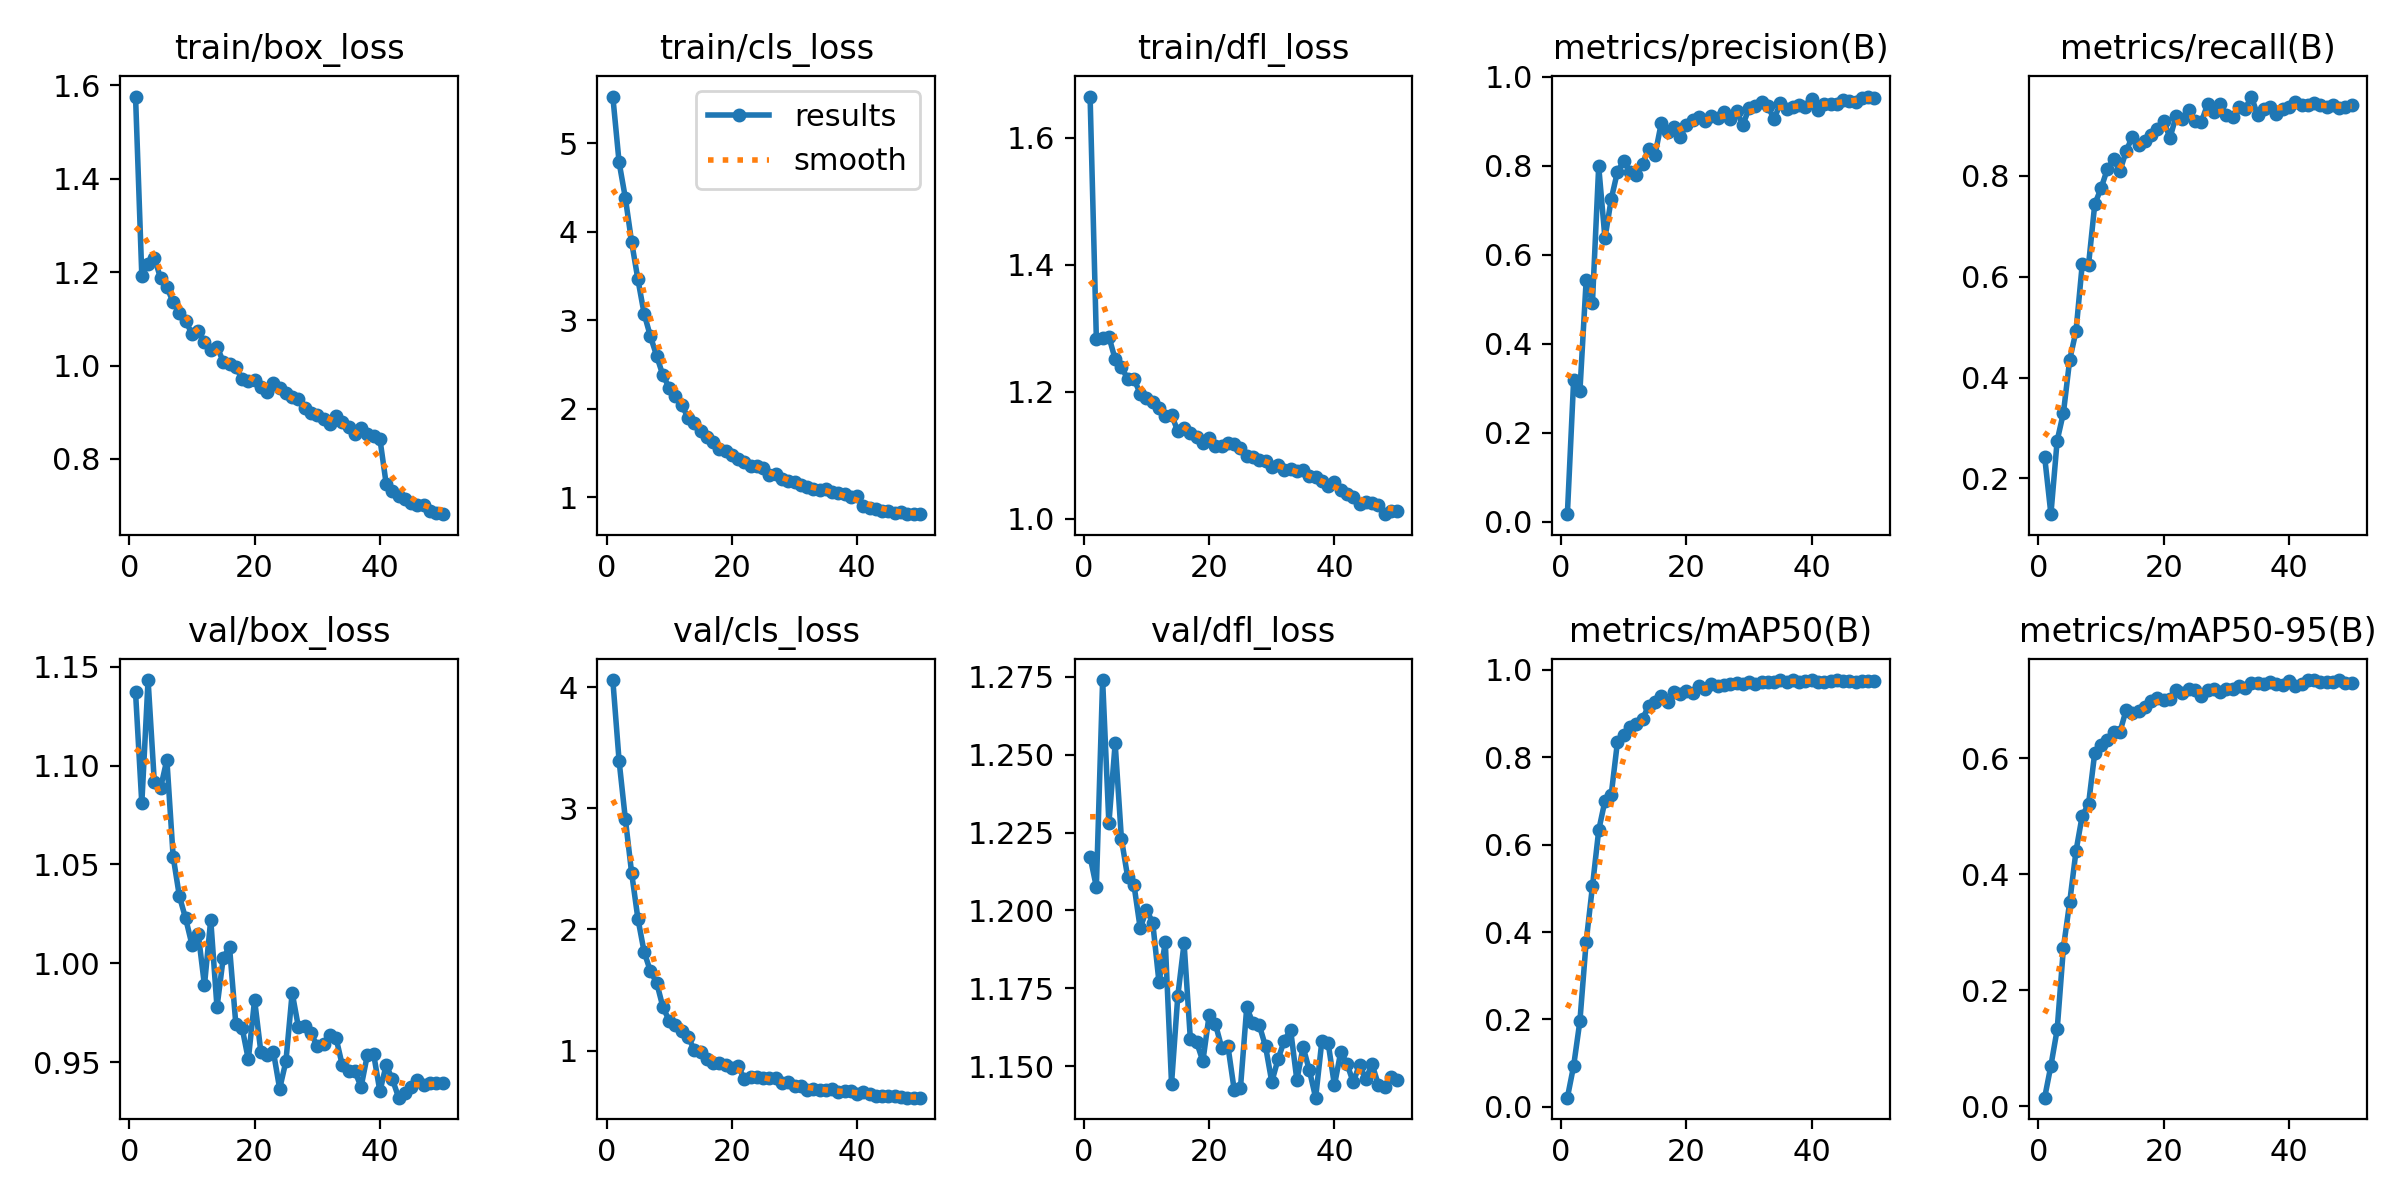 train/box_loss
1.6
1.4
1.2
1.0
0.8
0 20 40
train/cls_loss
results
smooth
5
4
3
2
1
0 20 40
train/dfl_loss
1.6
1.4
1.2
1.0
0 20 40
metrics/precision(B)
1.0
0.8
0.6
0.4
0.2
0.0
0 20 40
metrics/recall(B)
0.8
0.6
0.4
0.2
0 20 40
val/box_loss
1.15
1.10
1.05
1.00
0.95
0 20 40
val/cls_loss
4
3
2
1
0 20 40
val/dfl_loss
1.275
1.250
1.225
1.200
1.175
1.150
0 20 40
metrics/mAP50(B)
1.0
0.8
0.6
0.4
0.2
0.0
0 20 40
metrics/mAP50-95(B)
0.6
0.4
0.2
0.0
0 20 40